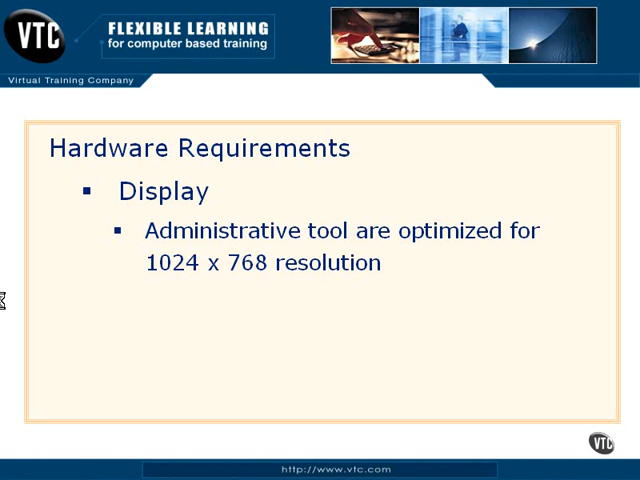 VTC
FLEXIBLE LEARNING
for computer based training
Virtual Training Company
Hardware Requirements
Display
Administrative tool are optimized for
1024 x 768 resolution
VTC
http://www.vtc.com